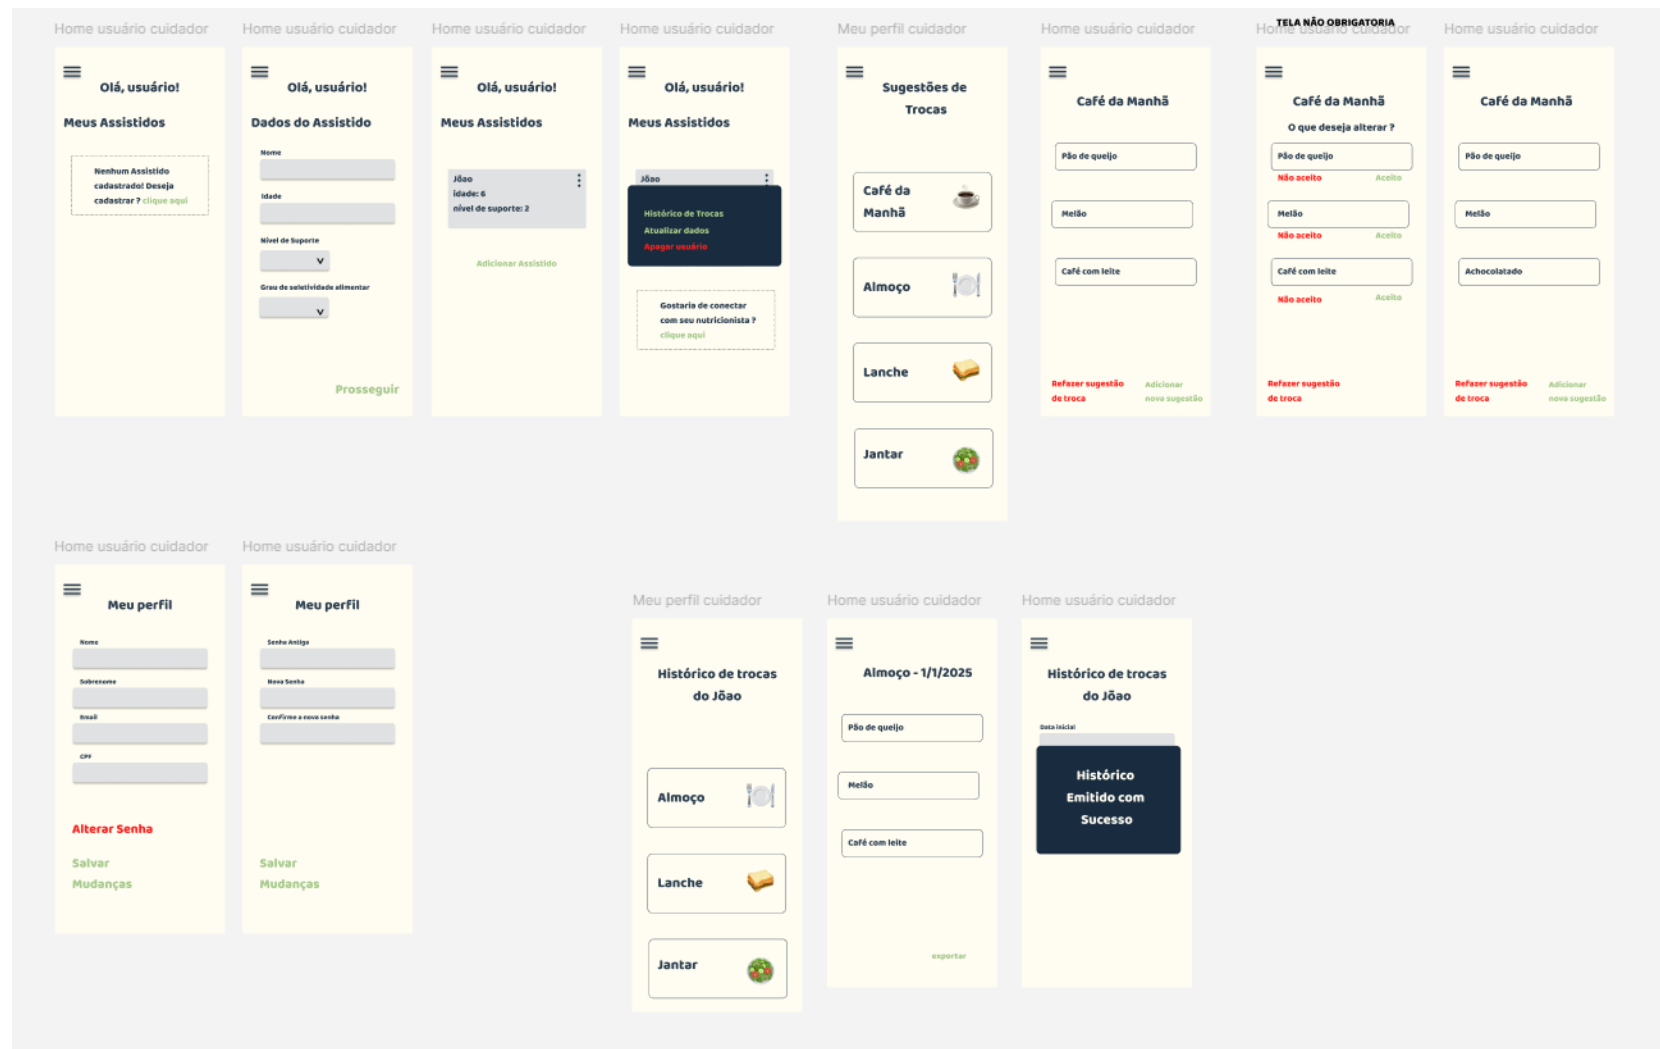 TELA NÃO OBRIGATORIA
Home usuário cuidador
Olá, usuário!
Meus Assistidos
Nenhum Assistido
cadastrado! Deseja
cadastrar ? clique aqui
Home usuário cuidador
Olá, usuário!
Dados do Assistido
Nome
Idade
Nível de Suporte
V
Grau de seletividade alimentar
V
Prosseguir
Home usuário cuidador
Olá, usuário!
Meus Assistidos
Jõao
idade: 6
nível de suporte: 2
Adicionar Assistido
Home usuário cuidador
Olá, usuário!
Meus Assistidos
Jõao
Histórico de Trocas
Atualizar dados
Apagar usuário
Gostaria de conectar
com seu nutricionista ?
clique aqui
Meu perfil cuidador
Sugestões de
Trocas
Café da
Manhã
Almoço
Lanche
Jantar
Home usuário cuidador
Café da Manhã
Pão de queijo
Melão
Café com leite
Refazer sugestão
de troca
Adicionar
nova sugestão
Home usuário cuidador
Café da Manhã
O que deseja alterar ?
Pão de queijo
Não aceito Aceito
Melão
Não aceito Aceito
Café com leite
Não aceito Aceito
Refazer sugestão
de troca
Home usuário cuidador
Café da Manhã
Pão de queijo
Melão
Achocolatado
Refazer sugestão
de troca
Adicionar
nova sugestão
Home usuário cuidador
Meu perfil
Nome
Sobrenome
Email
CPF
Alterar Senha
Salvar
Mudanças
Home usuário cuidador
Meu perfil
Senha Antiga
Nova Senha
Confirme a nova senha
Salvar
Mudanças
Meu perfil cuidador
Histórico de trocas
do Jõao
Almoço
Lanche
Jantar
Home usuário cuidador
Almoço - 1/1/2025
Pão de queijo
Melão
Café com leite
exportar
Home usuário cuidador
Histórico de trocas
do Jõao
Data inicial
Histórico
Emitido com
Sucesso